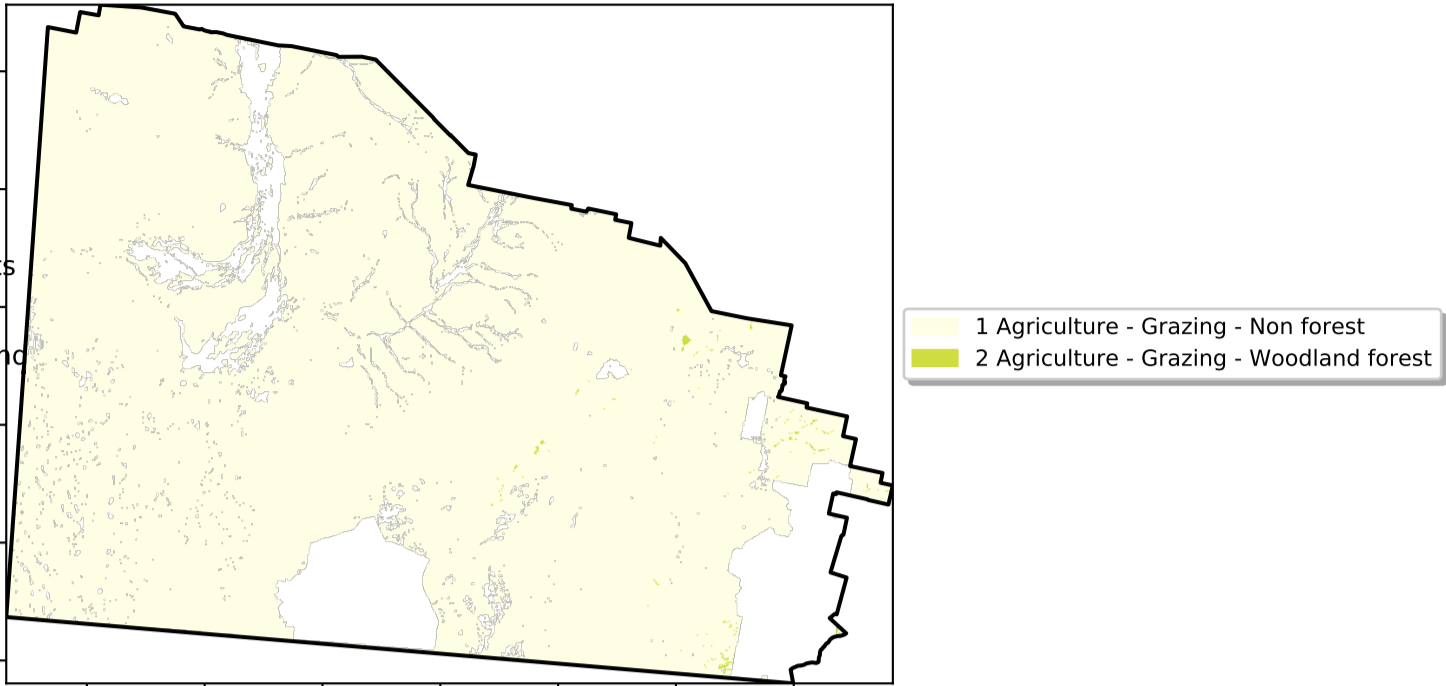 1 Agriculture - Grazing - Non forest
2 Agriculture - Grazing - Woodland forest